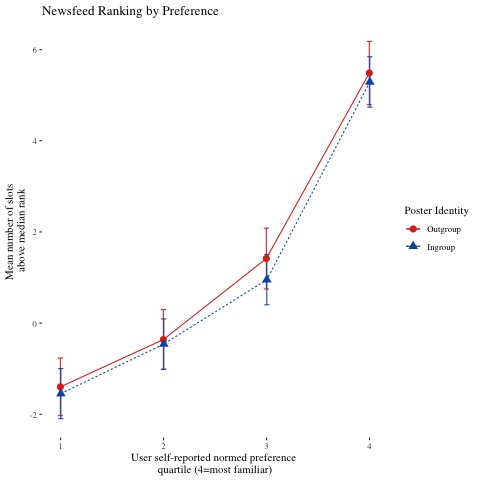 Newsfeed Ranking by Preference
Mean number of slots
above median rank
6
4
2
0
-2
1 2 3 4
User self-reported normed preference
quartile (4=most familiar)
Poster Identity
Outgroup
Ingroup